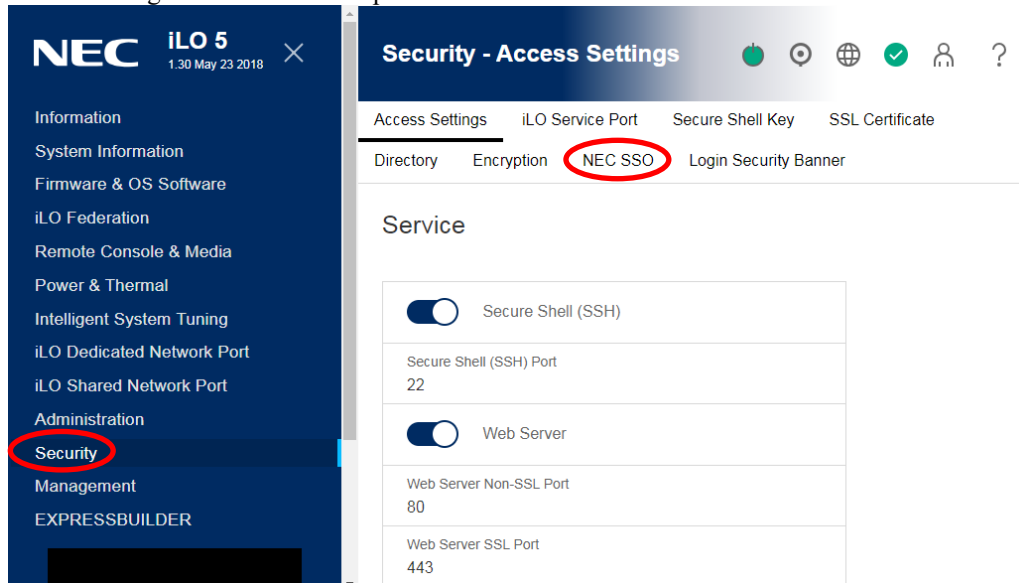 NEC iLO 5
1.30 May 23 2018
Information
System Information
Firmware & OS Software
iLO Federation
Remote Console & Media
Power & Thermal
Intelligent System Tuning
iLO Dedicated Network Port
iLO Shared Network Port
Administration
Security
Management
EXPRESSBUILDER
Security - Access Settings
?
Access Settings iLO Service Port Secure Shell Key SSL Certificate
Directory Encryption NEC SSO Login Security Banner
Service
Secure Shell (SSH)
Secure Shell (SSH) Port
22
Web Server
Web Server Non-SSL Port
80
Web Server SSL Port
443